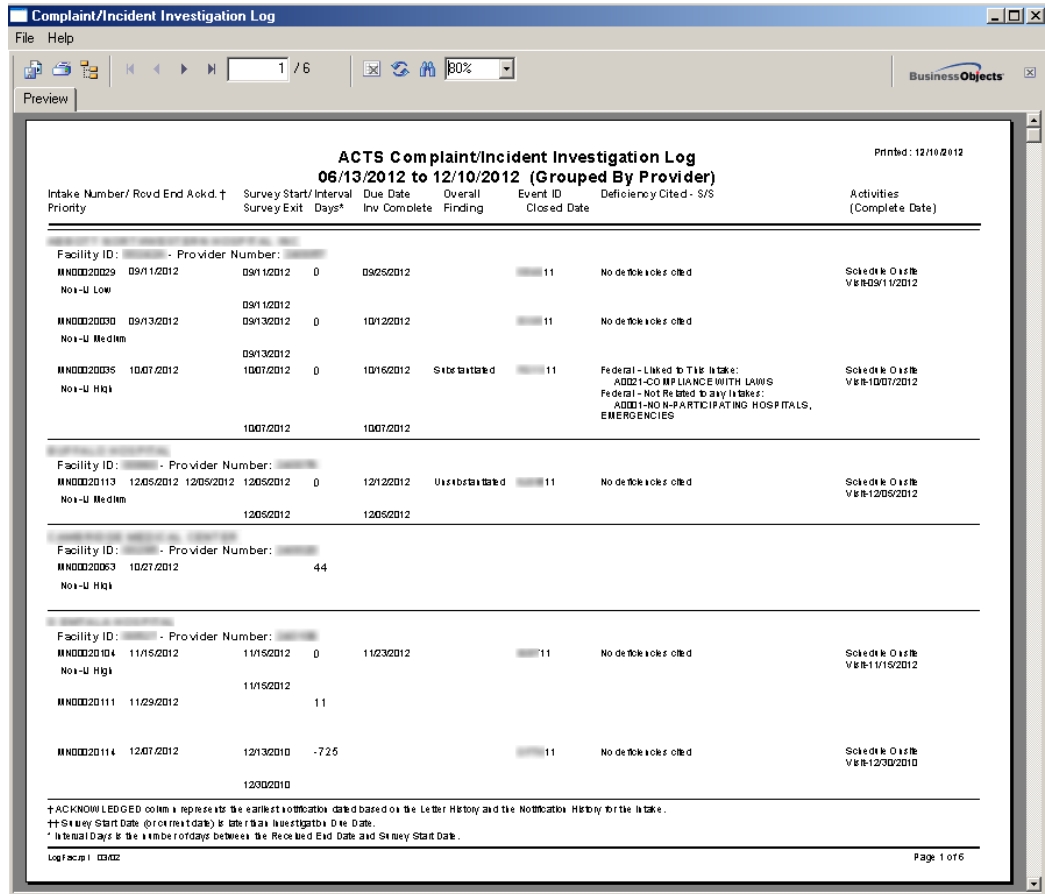 Complaint/Incident Investigation Log
File Help
1 /6 80% BusinessObjects
Preview
Printed: 12/10/2012
ACTS Complaint/Incident Investigation Log
06/13/2012 to 12/10/2012 (Grouped By Provider)
Intake Number/ Rcvd End Ackd. † Survey Start/ Interval Due Date Overall Event ID Deficiency Cited - S/S Activities
Priority Survey Exit Days* Inv Complete Finding Closed Date (Complete Date)
Facility ID: - Provider Number:
MN00020029 09/11/2012 09/11/2012 0 09/25/2012 11 No deficiencies cited Schedule Onsite
Non-IJ Low Visit-09/11/2012
09/11/2012
MN00020030 09/13/2012 09/13/2012 0 10/12/2012 11 No deficiencies cited
Non-IJ Medium
09/13/2012
MN00020035 10/07/2012 10/07/2012 0 10/16/2012 Substantiated 11 Federal - Linked to This Intake: Schedule Onsite
Non-IJ High A0021-COMPLIANCE WITH LAWS Visit-10/07/2012
Federal - Not Related to any Intakes:
A0001-NON-PARTICIPATING HOSPITALS,
EMERGENCIES
10/07/2012 10/07/2012
BUFFALO HOSPITAL
Facility ID: - Provider Number:
MN00020113 12/05/2012 12/05/2012 12/05/2012 0 12/12/2012 Unsubstantiated 11 No deficiencies cited Schedule Onsite
Non-IJ Medium Visit-12/05/2012
12/05/2012 12/05/2012
CAMBRIDGE MEDICAL CENTER
Facility ID: - Provider Number:
MN00020063 10/27/2012 44
Non-IJ High
Facility ID: - Provider Number:
MN00020104 11/15/2012 11/15/2012 0 11/23/2012 11 No deficiencies cited Schedule Onsite
Non-IJ High Visit-11/15/2012
11/15/2012
MN00020111 11/29/2012 11
MN00020114 12/07/2012 12/13/2010 -725 11 No deficiencies cited Schedule Onsite
Visit-12/30/2010
12/30/2010
† ACKNOWLEDGED column represents the earliest notification dated based on the Letter History and the Notification History for the Intake.
†† Survey Start Date (or current date) is later than Investigation Due Date.
* Interval Days is the number of days between the Received End Date and Survey Start Date.
LogFac.rpt 03/02 Page 1 of 6